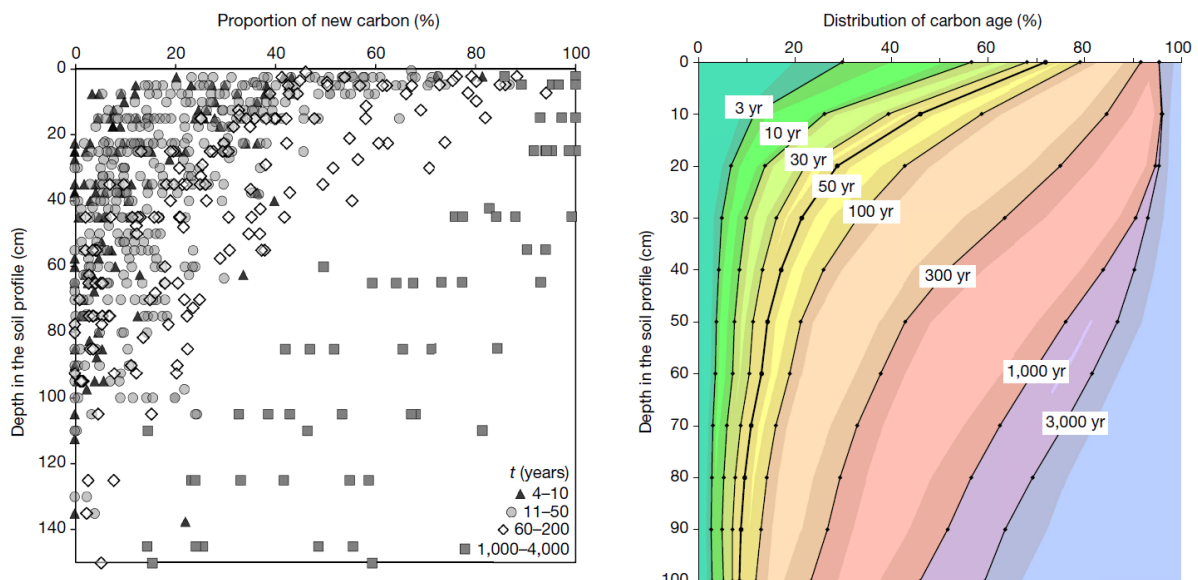 Proportion of new carbon (%)
0 20 40 60 80 100
0
20
40
60
80
100
120
140
Depth in the soil profile (cm)
t (years)
4–10
11–50
60–200
1,000–4,000
Distribution of carbon age (%)
0 20 40 60 80 100
0
10
20
30
40
50
60
70
80
90
100
Depth in the soil profile (cm)
3 yr
10 yr
30 yr
50 yr
100 yr
300 yr
1,000 yr
3,000 yr